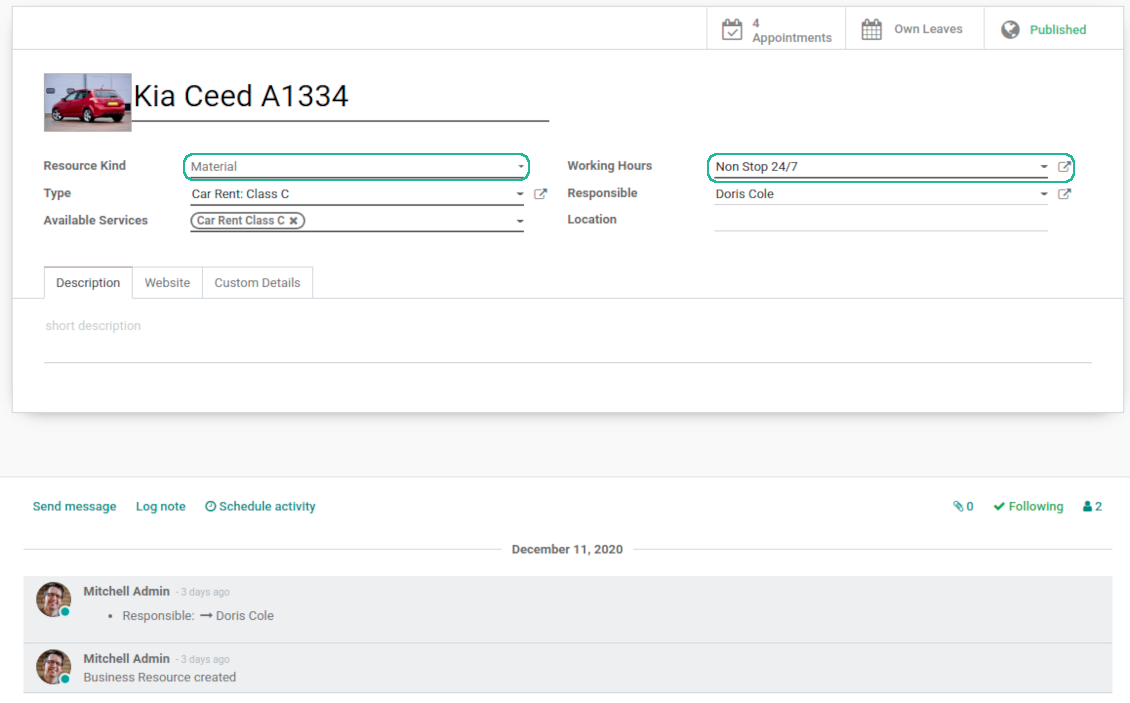 4
Appointments
Own Leaves
Published
Kia Ceed A1334
Resource Kind
Material
Working Hours
Non Stop 24/7
Type
Car Rent: Class C
Responsible
Doris Cole
Available Services
Car Rent Class C ✖
Location
Description Website Custom Details
short description
Send message Log note Schedule activity
0 Following 2
December 11, 2020
Mitchell Admin - 3 days ago
• Responsible: → Doris Cole
Mitchell Admin - 3 days ago
Business Resource created